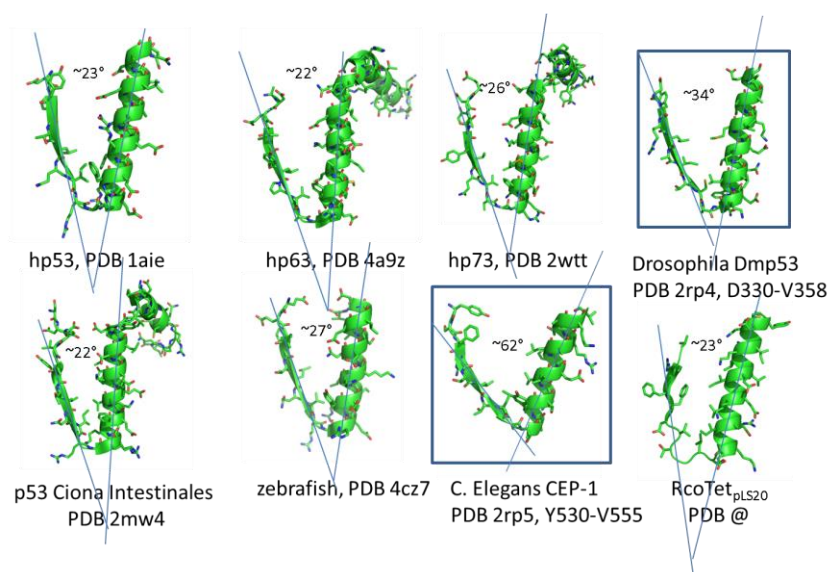 ~23°
~22°
~26°
~34°
hp53, PDB 1aie
hp63, PDB 4a9z
hp73, PDB 2wtt
Drosophila Dmp53
PDB 2rp4, D330-V358
~22°
~27°
~62°
~23°
p53 Ciona Intestinales
PDB 2mw4
zebrafish, PDB 4cz7
C. Elegans CEP-1
PDB 2rp5, Y530-V555
RcoTetpLS20
PDB @